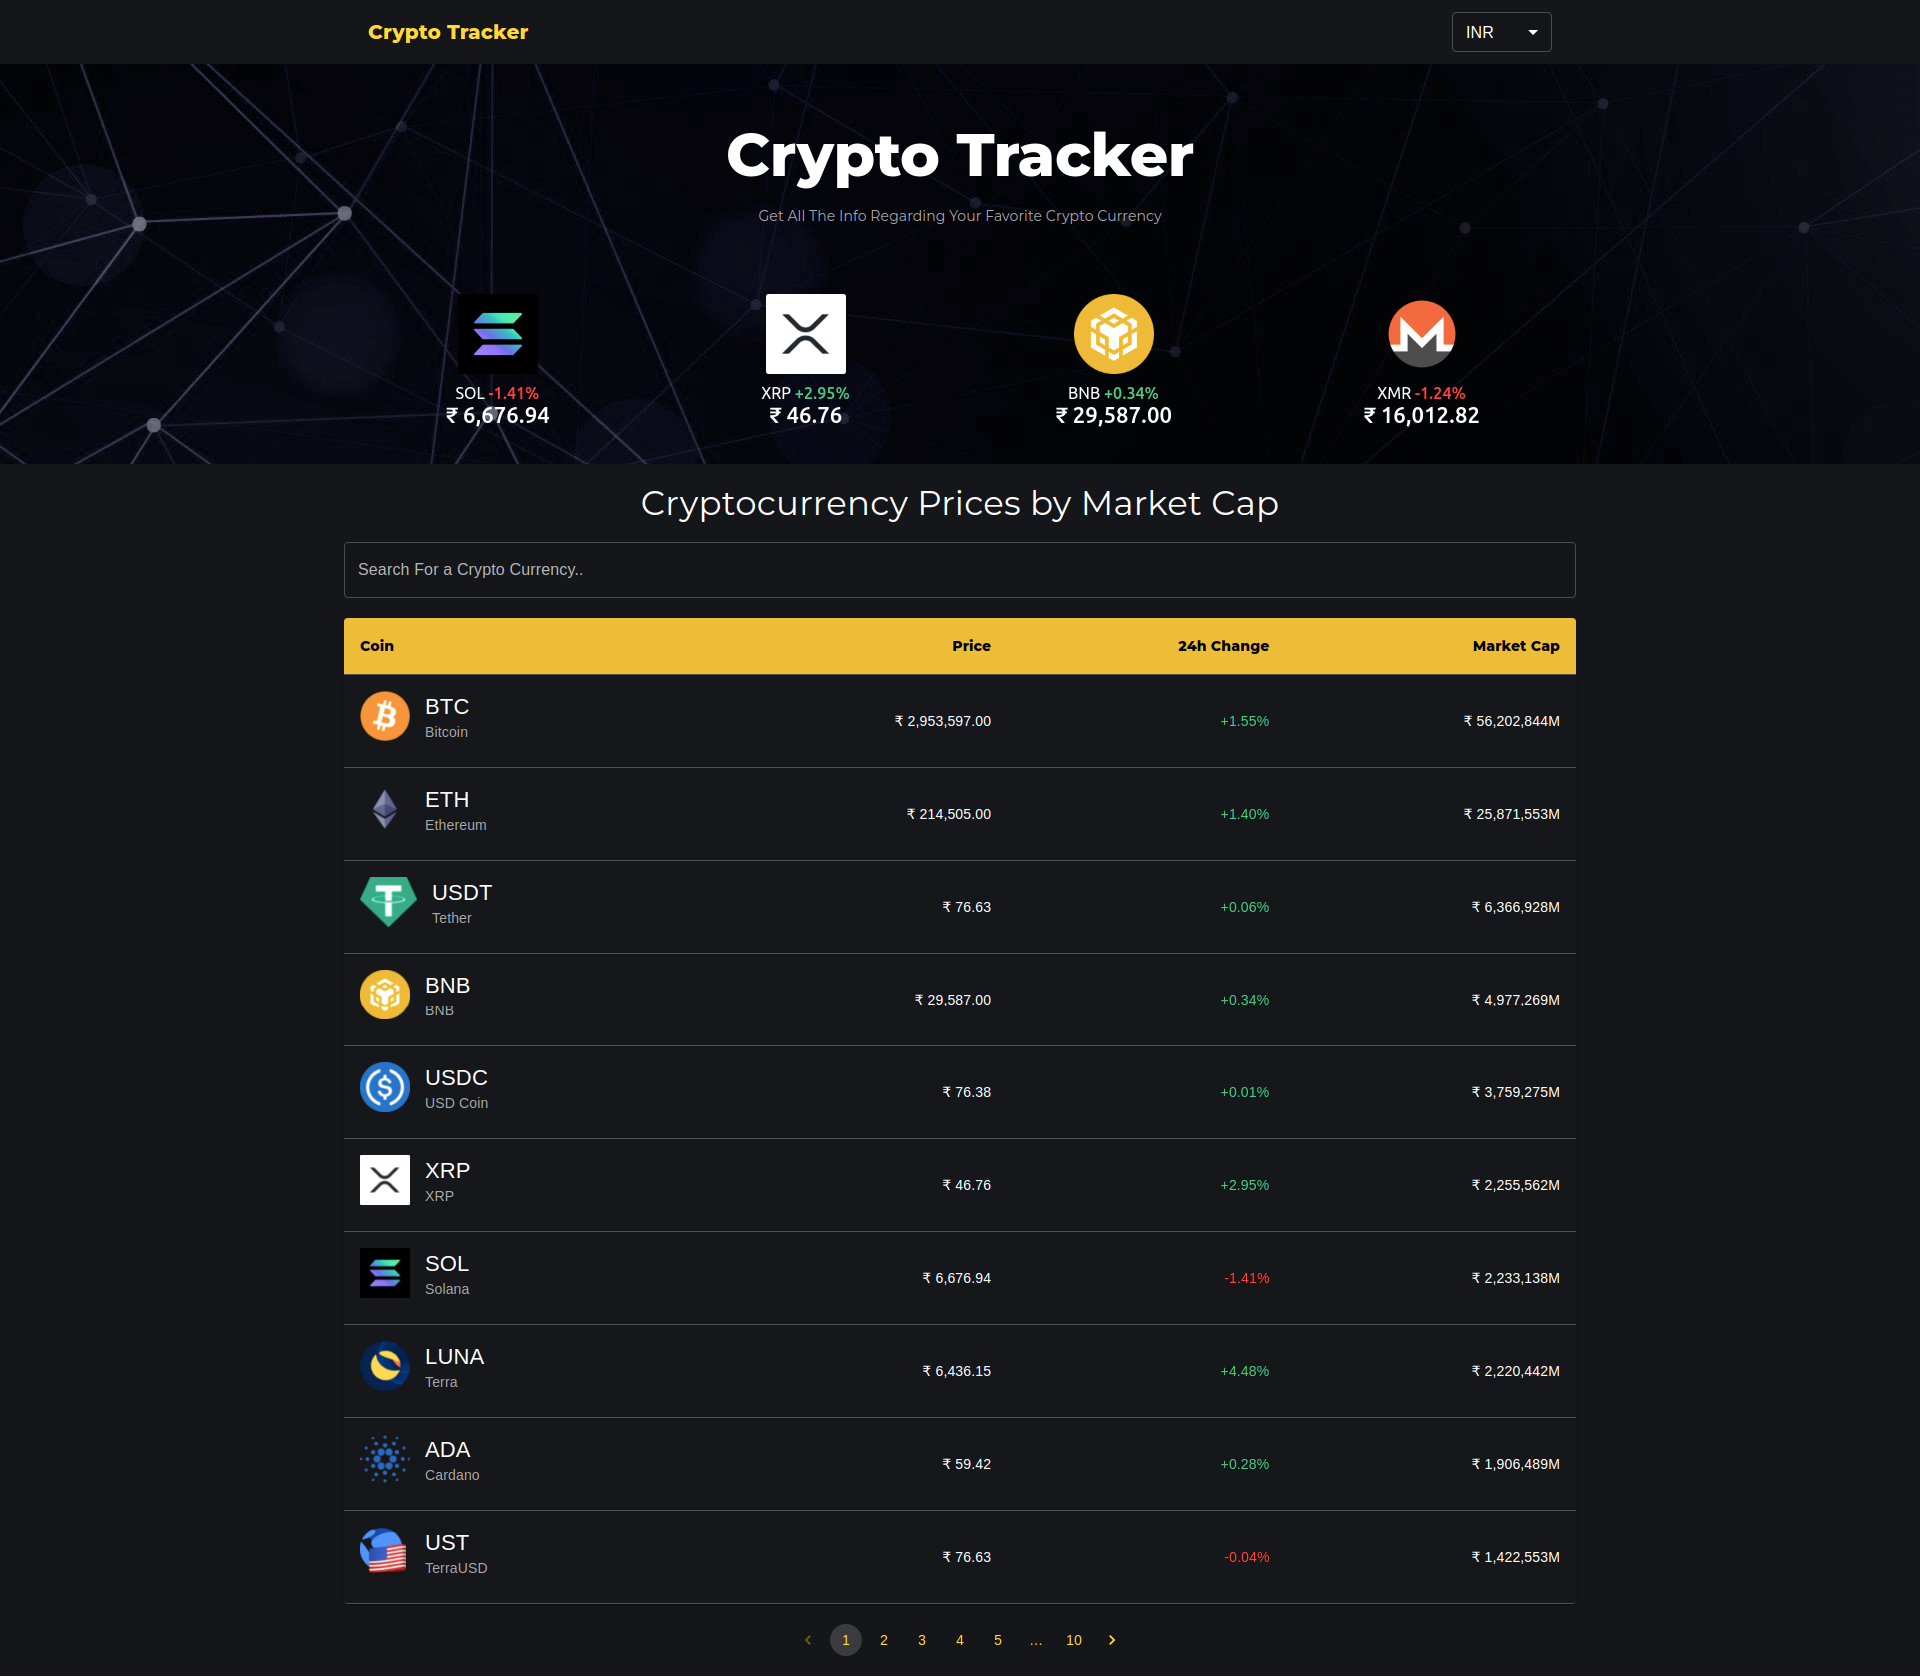 Crypto Tracker
INR
Crypto Tracker
Get All The Info Regarding Your Favorite Crypto Currency
SOL -1.41%
₹ 6,676.94
XRP +2.95%
₹ 46.76
BNB +0.34%
₹ 29,587.00
XMR -1.24%
₹ 16,012.82
Cryptocurrency Prices by Market Cap
Search For a Crypto Currency..
Coin Price 24h Change Market Cap
BTC
Bitcoin
₹ 2,953,597.00 +1.55% ₹ 56,202,844M
ETH
Ethereum
₹ 214,505.00 +1.40% ₹ 25,871,553M
USDT
Tether
₹ 76.63 +0.06% ₹ 6,366,928M
BNB
BNB
₹ 29,587.00 +0.34% ₹ 4,977,269M
USDC
USD Coin
₹ 76.38 +0.01% ₹ 3,759,275M
XRP
XRP
₹ 46.76 +2.95% ₹ 2,255,562M
SOL
Solana
₹ 6,676.94 -1.41% ₹ 2,233,138M
LUNA
Terra
₹ 6,436.15 +4.48% ₹ 2,220,442M
ADA
Cardano
₹ 59.42 +0.28% ₹ 1,906,489M
UST
TerraUSD
₹ 76.63 -0.04% ₹ 1,422,553M
1 2 3 4 5 ... 10